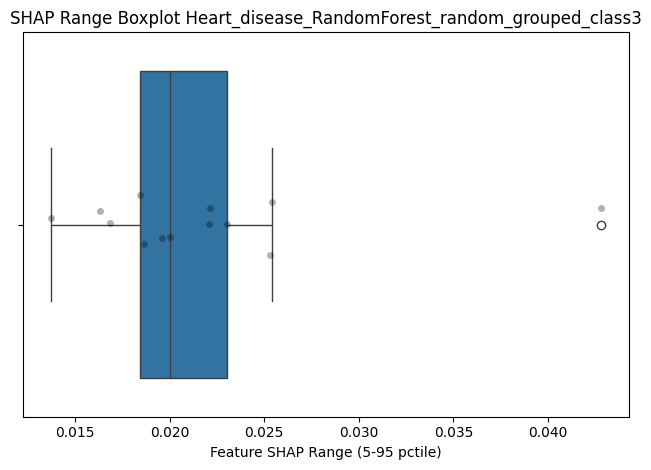 SHAP Range Boxplot Heart_disease_RandomForest_random_grouped_class3
0.015 0.020 0.025 0.030 0.035 0.040
Feature SHAP Range (5-95 pctile)